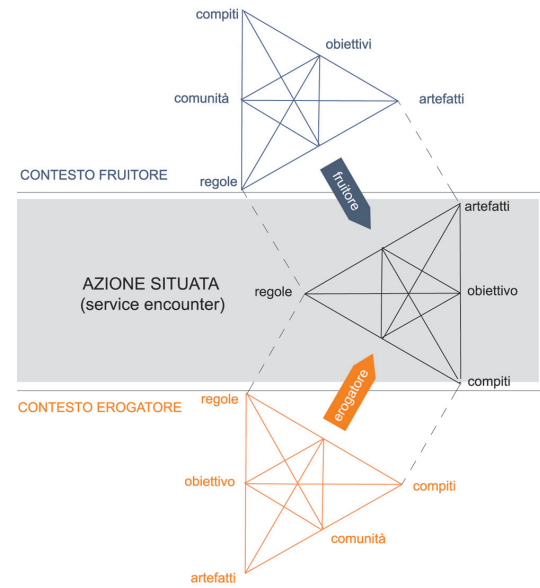 compiti
obiettivi
comunità
artefatti
CONTESTO FRUITORE
regole
fruitore
artefatti
AZIONE SITUATA
(service encounter)
regole
obiettivo
compiti
erogatore
CONTESTO EROGATORE
regole
obiettivo
compiti
comunità
artefatti